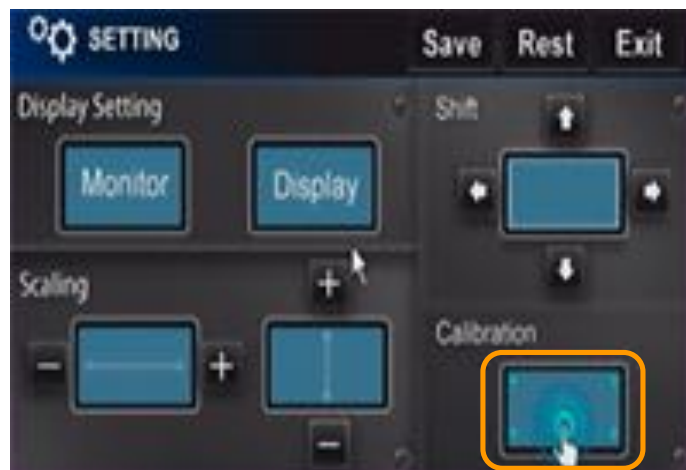 SETTING
Save Rest Exit
Display Setting
Shift
Monitor
Display
Scaling
Calibration